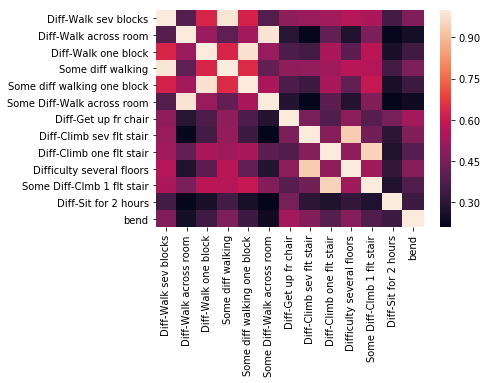 Diff-Walk sev blocks
Diff-Walk across room
Diff-Walk one block
Some diff walking
Some diff walking one block
Some Diff-Walk across room
Diff-Get up fr chair
Diff-Climb sev flt stair
Diff-Climb one flt stair
Difficulty several floors
Some Diff-Clmb 1 flt stair
Diff-Sit for 2 hours
bend
Diff-Walk sev blocks
Diff-Walk across room
Diff-Walk one block
Some diff walking
Some diff walking one block
Some Diff-Walk across room
Diff-Get up fr chair
Diff-Climb sev flt stair
Diff-Climb one flt stair
Difficulty several floors
Some Diff-Clmb 1 flt stair
Diff-Sit for 2 hours
bend
0.90
0.75
0.60
0.45
0.30